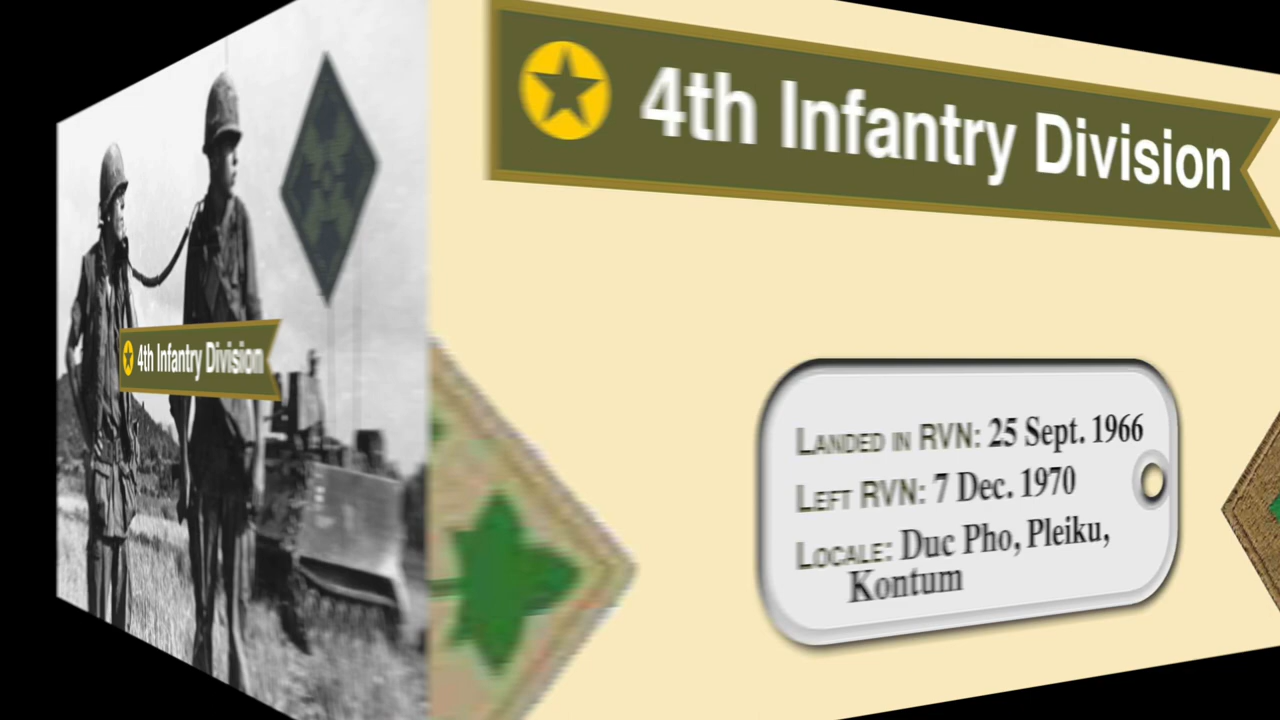 4th Infantry Division
4th Infantry Division
LANDED IN RVN: 25 Sept. 1966
LEFT RVN: 7 Dec. 1970
LOCALE: Duc Pho, Pleiku,
Kontum